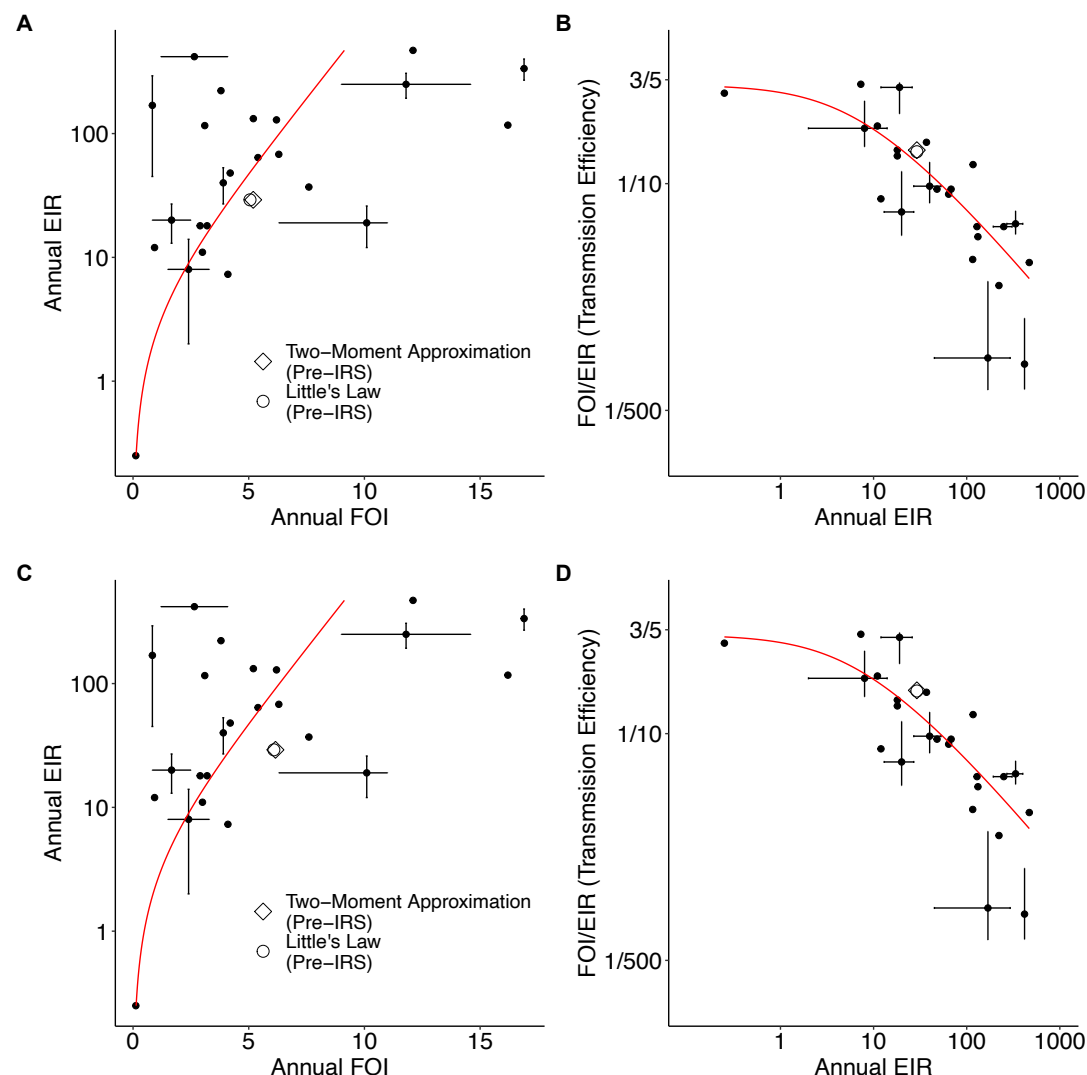 A
Annual EIR
100
10
1
Two−Moment Approximation
(Pre−IRS)
Little's Law
(Pre−IRS)
0
5
10
15
Annual FOI
B
FOI/EIR (Transmsision Efficiency)
3/5
1/10
1/500
1
10
100
1000
Annual EIR
C
Annual EIR
100
10
1
Two−Moment Approximation
(Pre−IRS)
Little's Law
(Pre−IRS)
0
5
10
15
Annual FOI
D
FOI/EIR (Transmsision Efficiency)
3/5
1/10
1/500
1
10
100
1000
Annual EIR